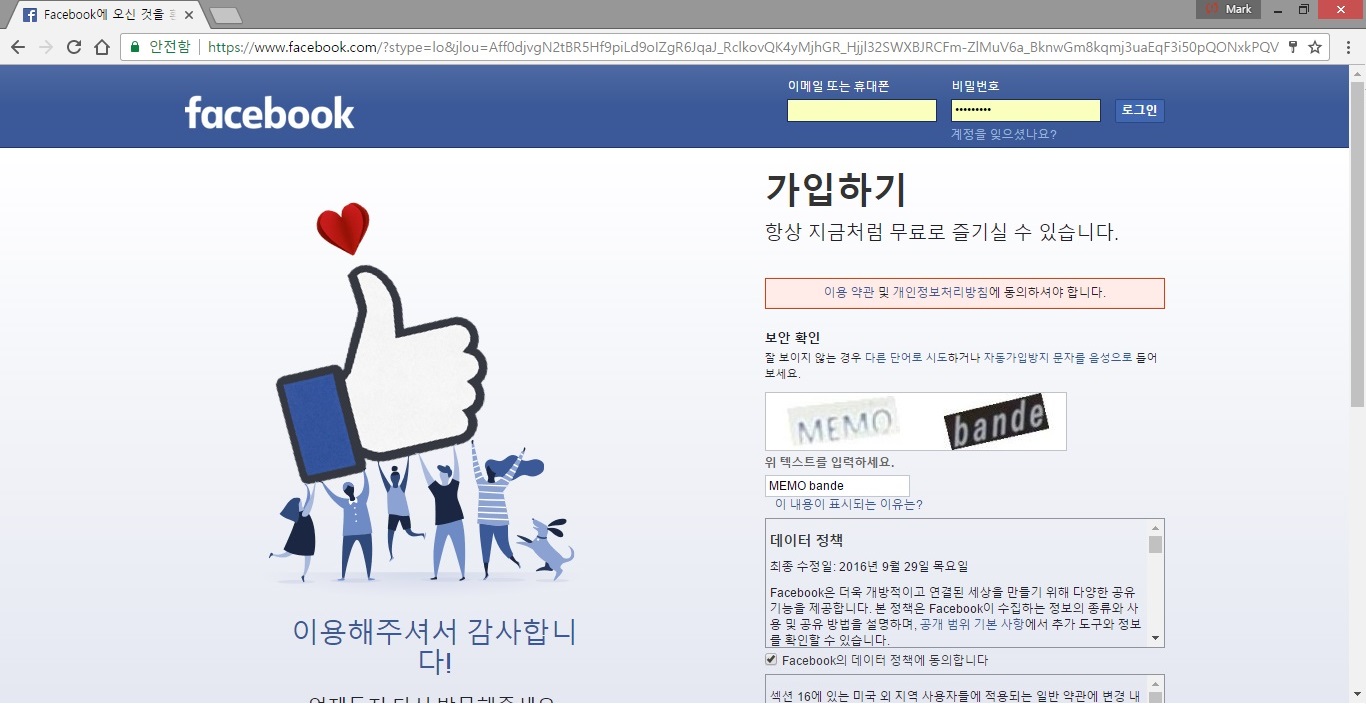 Facebook에 오신 것을 환
Mark
안전함
https://www.facebook.com/?stype=lo&jlou=Aff0djvgN2tBR5Hf9piLd9oIZgR6JqaJ_RclkovQK4yMjhGR_Hjjl32SWXBJRCFm-ZlMuV6a_BknwGm8kqmj3uaEqF3i50pQONxkPQV
이메일 또는 휴대폰
비밀번호
facebook
로그인
계정을 잊으셨나요?
가입하기
항상 지금처럼 무료로 즐기실 수 있습니다.
이용 약관 및 개인정보처리방침에 동의하셔야 합니다.
보안 확인
잘 보이지 않는 경우 다른 단어로 시도하거나 자동가입방지 문자를 음성으로 들어
보세요.
MEMO bande
위 텍스트를 입력하세요.
MEMO bande
이 내용이 표시되는 이유는?
데이터 정책
최종 수정일: 2016년 9월 29일 목요일
Facebook은 더욱 개방적이고 연결된 세상을 만들기 위해 다양한 공유
기능을 제공합니다. 본 정책은 Facebook이 수집하는 정보의 종류와 사
용 및 공유 방법을 설명하며, 공개 범위 기본 사항에서 추가 도구와 정보
를 확인할 수 있습니다.
Facebook의 데이터 정책에 동의합니다
섹션 16에 있는 미국 외 지역 사용자들에 적용되는 일반 약관에 변경 내
이용해주셔서 감사합니
다!
언제든지 다시 방문해주세요.